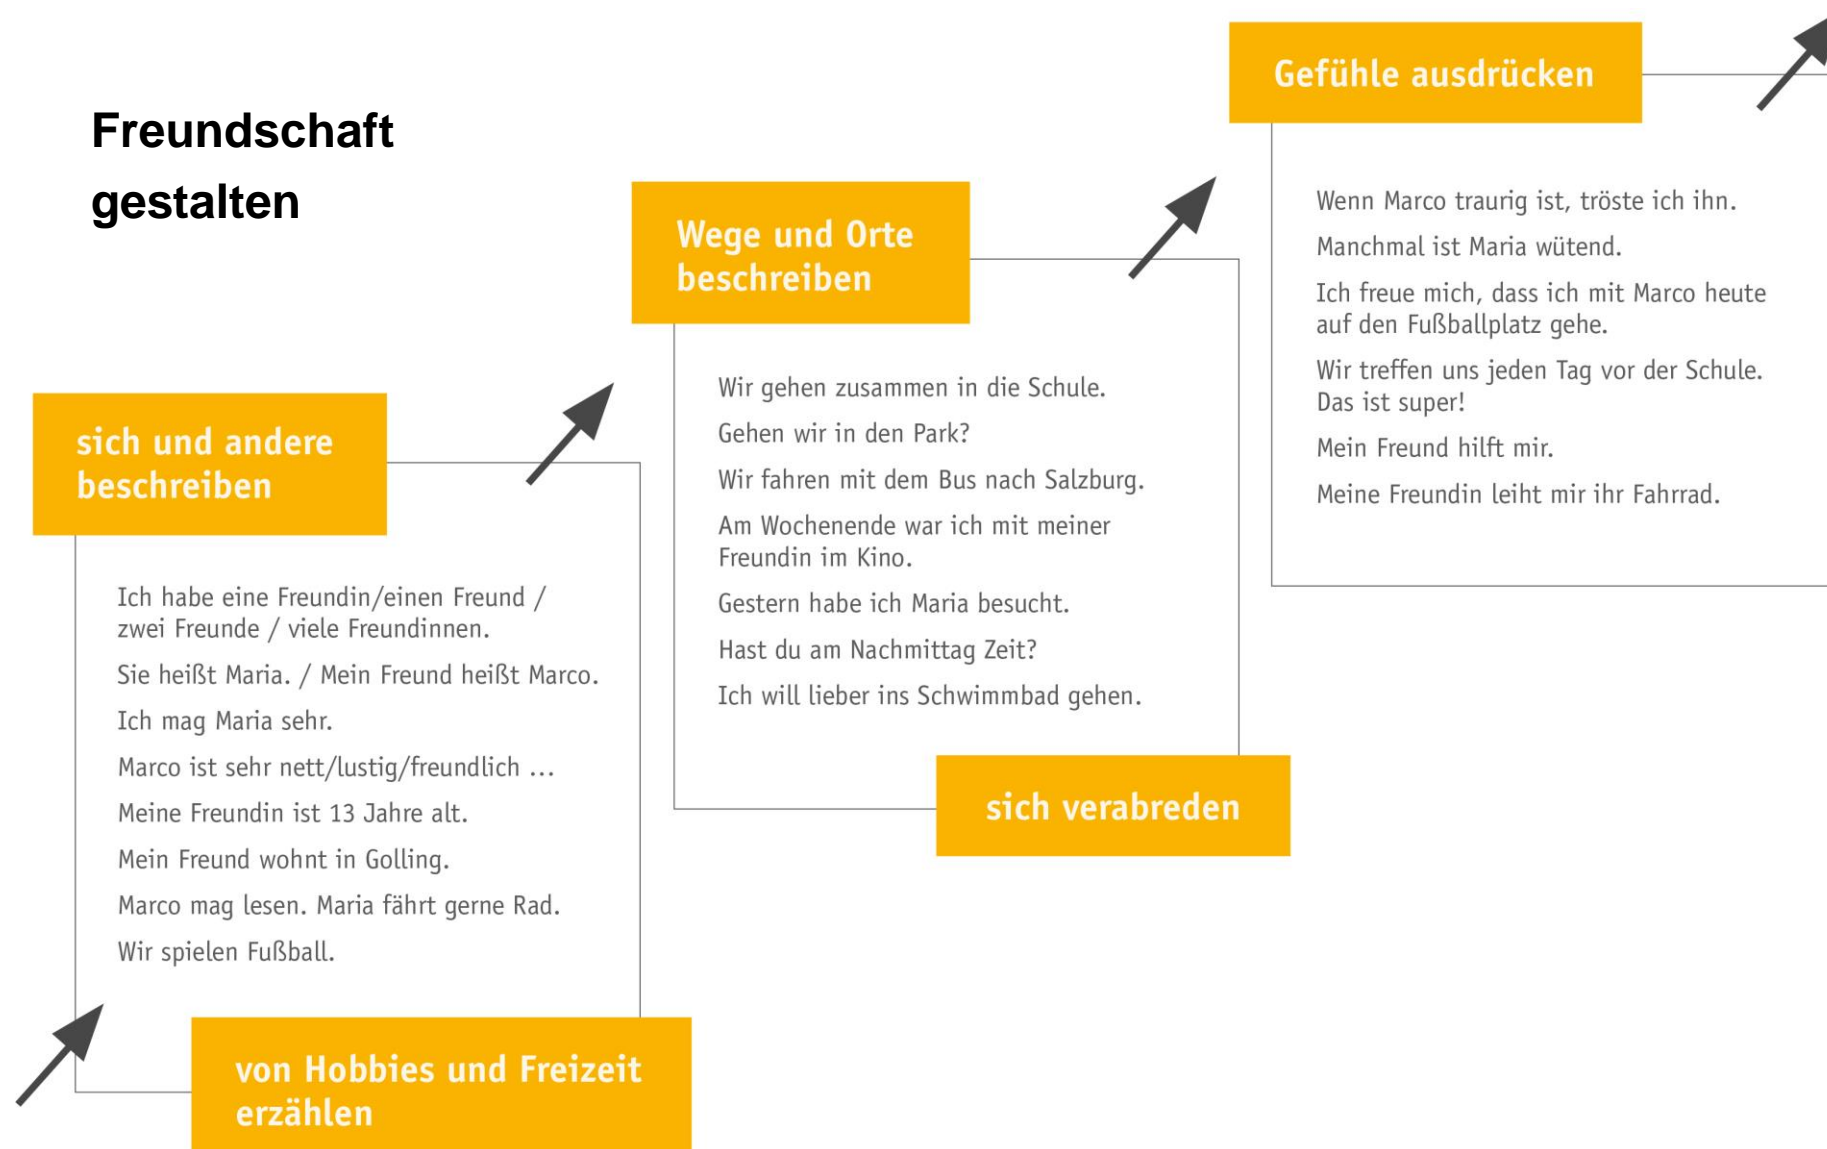 Freundschaft
gestalten
sich und andere
beschreiben
Ich habe eine Freundin/einen Freund /
zwei Freunde / viele Freundinnen.
Sie heißt Maria. / Mein Freund heißt Marco.
Ich mag Maria sehr.
Marco ist sehr nett/lustig/freundlich …
Meine Freundin ist 13 Jahre alt.
Mein Freund wohnt in Golling.
Marco mag lesen. Maria fährt gerne Rad.
Wir spielen Fußball.
von Hobbies und Freizeit
erzählen
Wege und Orte
beschreiben
Wir gehen zusammen in die Schule.
Gehen wir in den Park?
Wir fahren mit dem Bus nach Salzburg.
Am Wochenende war ich mit meiner
Freundin im Kino.
Gestern habe ich Maria besucht.
Hast du am Nachmittag Zeit?
Ich will lieber ins Schwimmbad gehen.
sich verabreden
Gefühle ausdrücken
Wenn Marco traurig ist, tröste ich ihn.
Manchmal ist Maria wütend.
Ich freue mich, dass ich mit Marco heute
auf den Fußballplatz gehe.
Wir treffen uns jeden Tag vor der Schule.
Das ist super!
Mein Freund hilft mir.
Meine Freundin leiht mir ihr Fahrrad.